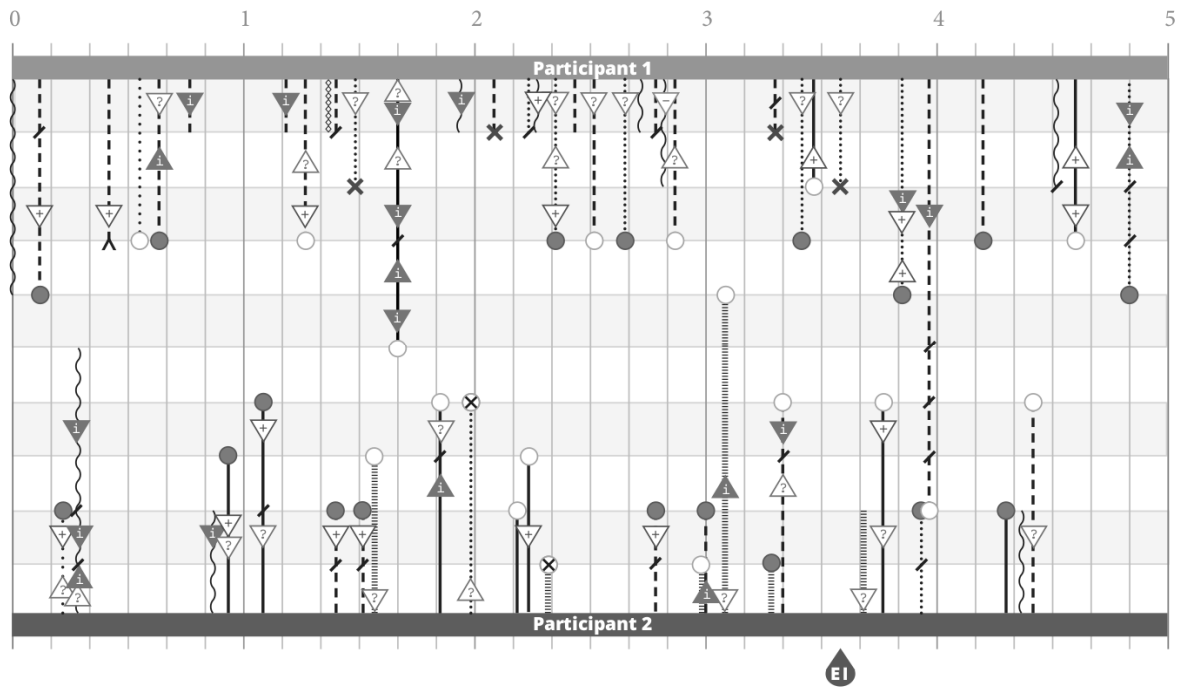 0 1 2 3 4 5
Participant 1
?
? i i ? i i + ? ? ? − ? ? i
i ? ? ? ? + + i
i
+ + + i + + i +
i +
i
i + ? i +
i i ?
+ i i + ? + + + + ? ?
?
? i ? ? ? i ? ?
Participant 2
EI